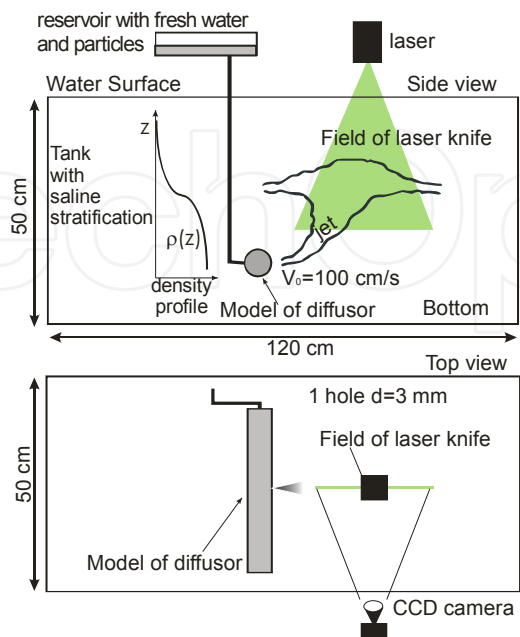 reservoir with fresh water
and particles
laser
Water Surface
Side view
50 cm
z
Tank
with
saline
stratification
ρ(z)
density
profile
Field of laser knife
jet
V₀=100 cm/s
Model of diffusor
Bottom
120 cm
Top view
50 cm
1 hole d=3 mm
Field of laser knife
Model of diffusor
CCD camera